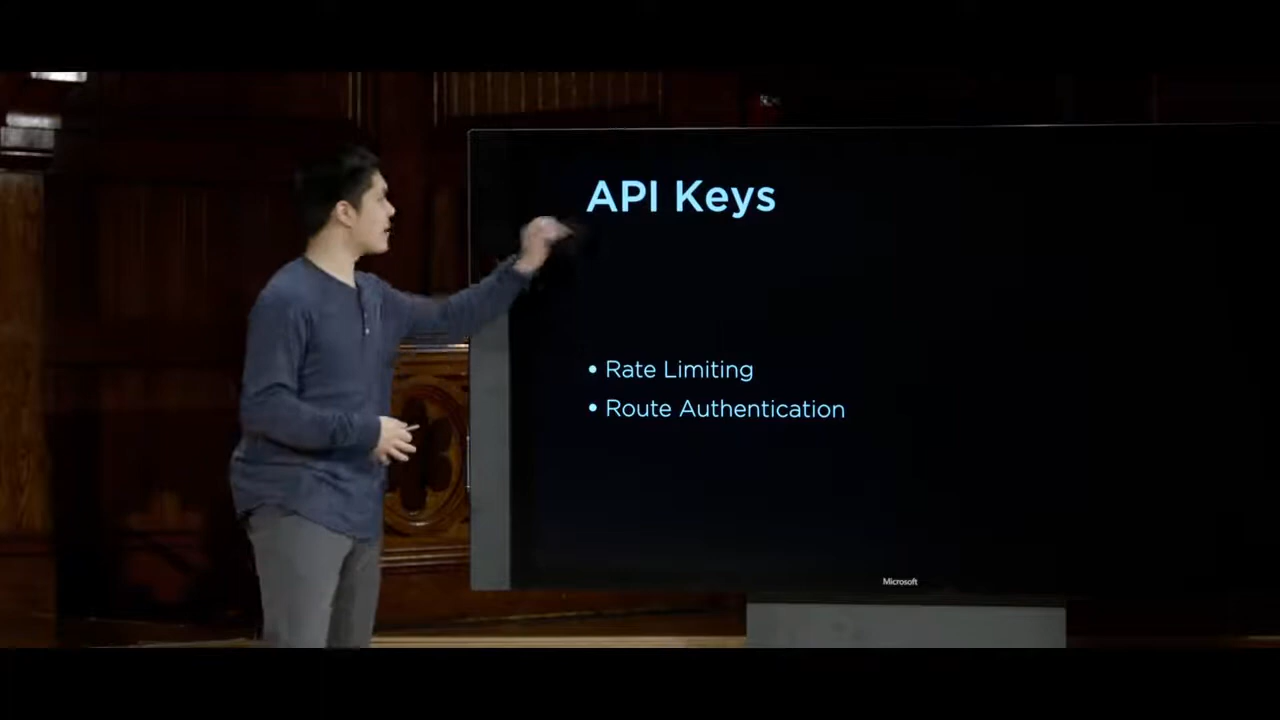 API Keys
• Rate Limiting
• Route Authentication
Microsoft